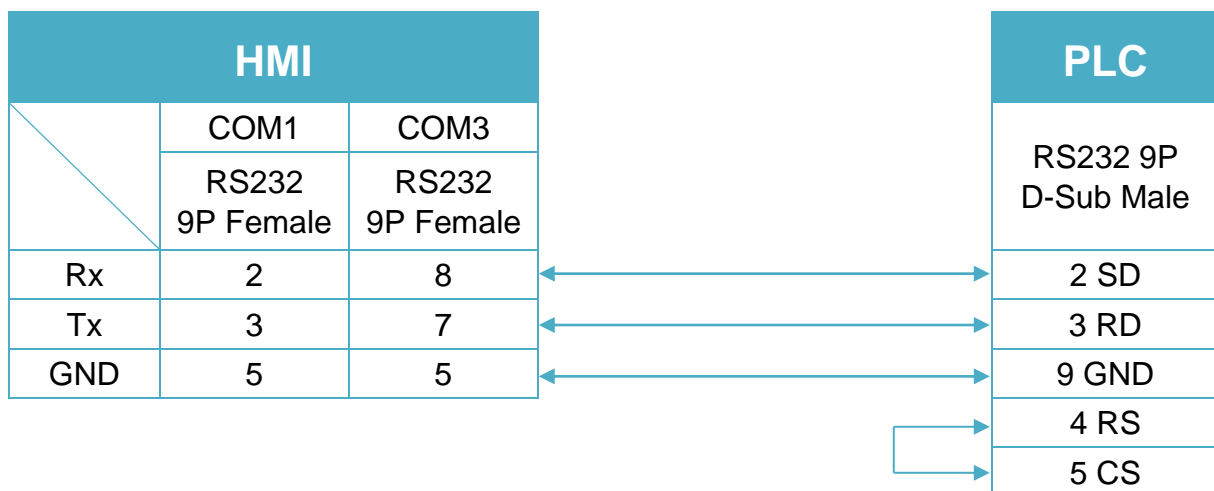 HMI
PLC
COM1 COM3
RS232 9P
D-Sub Male
RS232 RS232
9P Female 9P Female
Rx 2 8 2 SD
Tx 3 7 3 RD
GND 5 5 9 GND
4 RS
5 CS